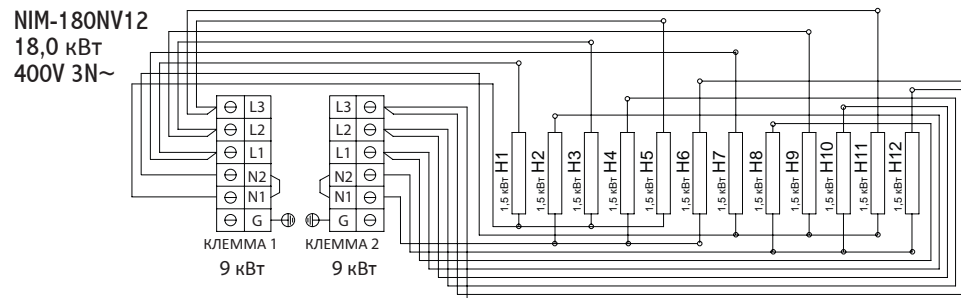 NIM-180NV12
18,0 кВт
400V 3N~
L3
L2
L1
N2
N1
G
КЛЕММА 1
9 кВт
L3
L2
L1
N2
N1
G
КЛЕММА 2
9 кВт
1,5 кВт H1
1,5 кВт H2
1,5 кВт H3
1,5 кВт H4
1,5 кВт H5
1,5 кВт H6
1,5 кВт H7
1,5 кВт H8
1,5 кВт H9
1,5 кВт H10
1,5 кВт H11
1,5 кВт H12